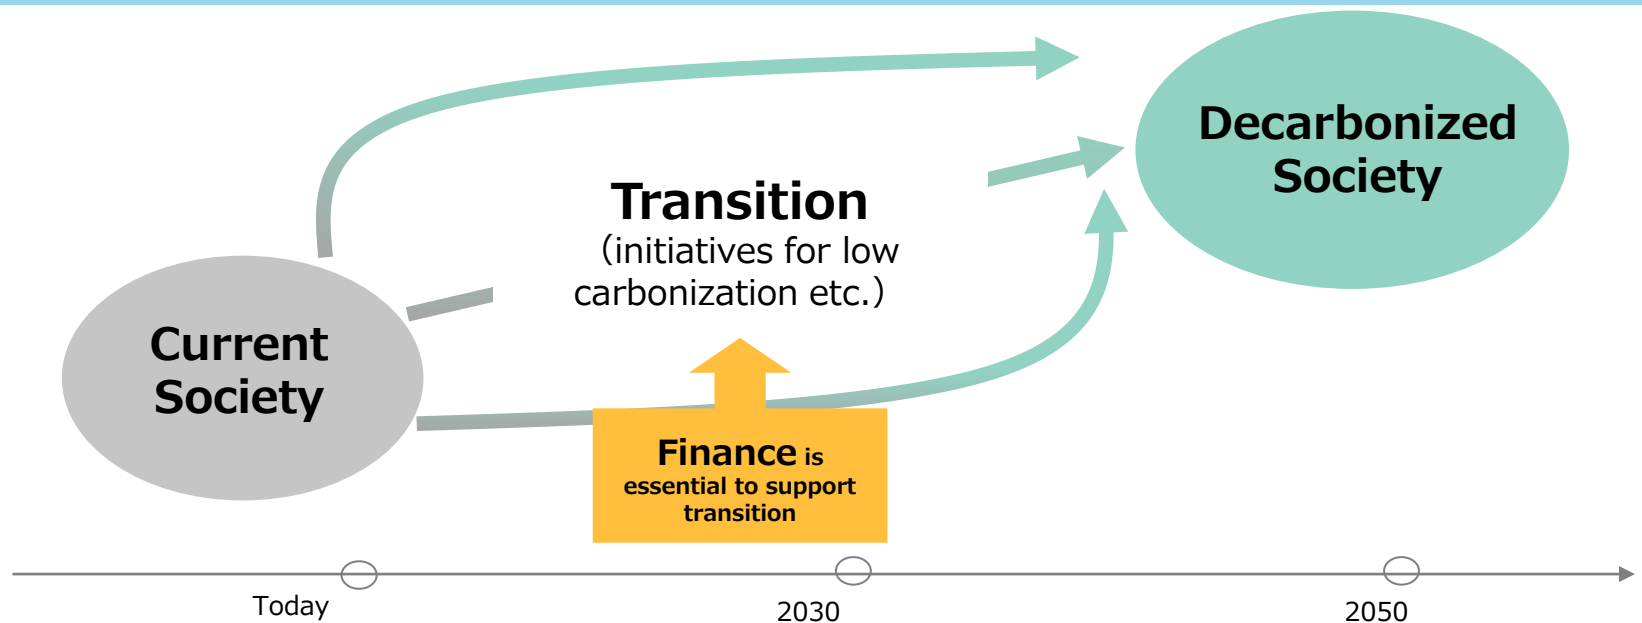 Decarbonized
Society
Transition
（initiatives for low
carbonization etc.）
Current
Society
Finance is
essential to support
transition
Today
2030
2050